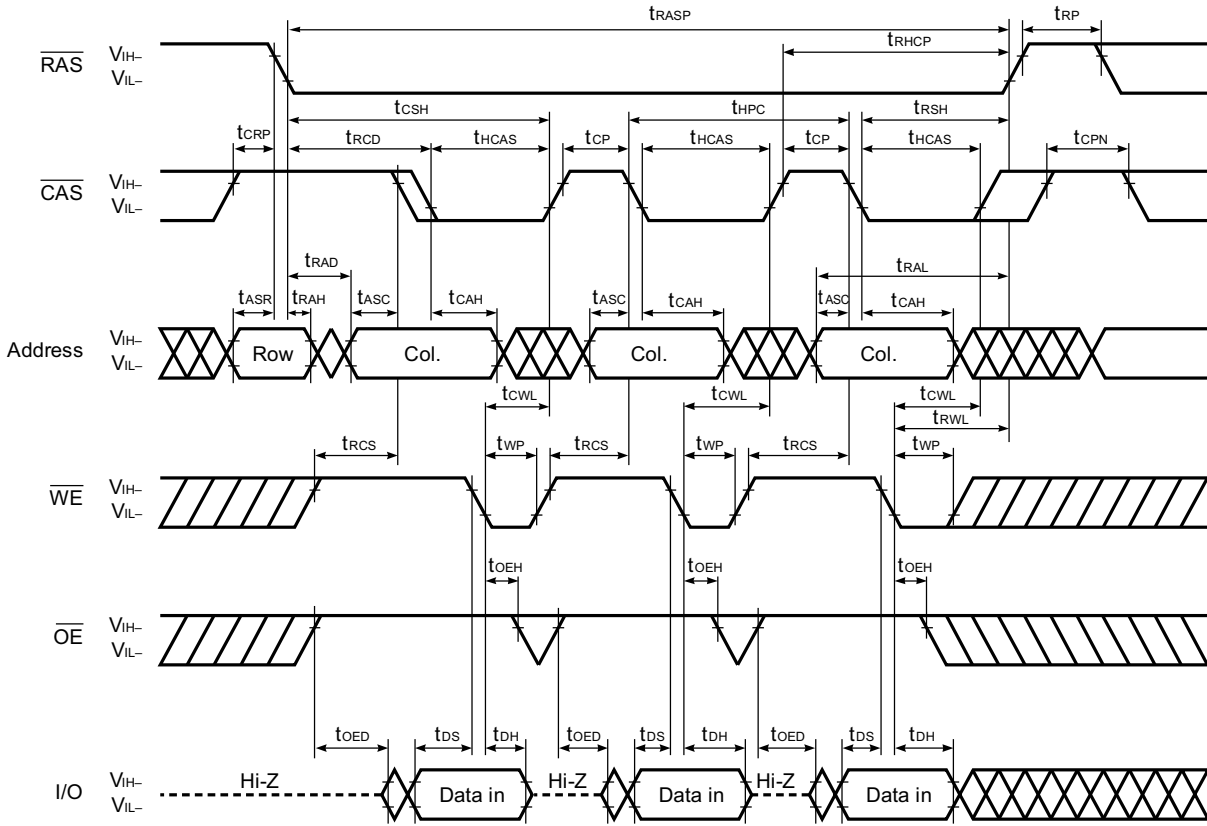 tRASP
tRP
tRHCP
RAS
VIH–
VIL–
tCSH
tHPC
tRSH
tCRP
tRCD
tHCAS
tCP
tHCAS
tCP
tHCAS
tCPN
CAS
VIH–
VIL–
tRAD
tRAL
tASR
tRAH
tASC
tCAH
tASC
tCAH
tASC
tCAH
Address
VIH–
VIL–
Row
Col.
Col.
Col.
tCWL
tCWL
tCWL
tRWL
tRCS
tWP
tRCS
tWP
tRCS
tWP
WE
VIH–
VIL–
tOEH
tOEH
tOEH
OE
VIH–
VIL–
tOED
tDS
tDH
tOED
tDS
tDH
tOED
tDS
tDH
I/O
VIH–
VIL–
Hi-Z
Data in
Hi-Z
Data in
Hi-Z
Data in